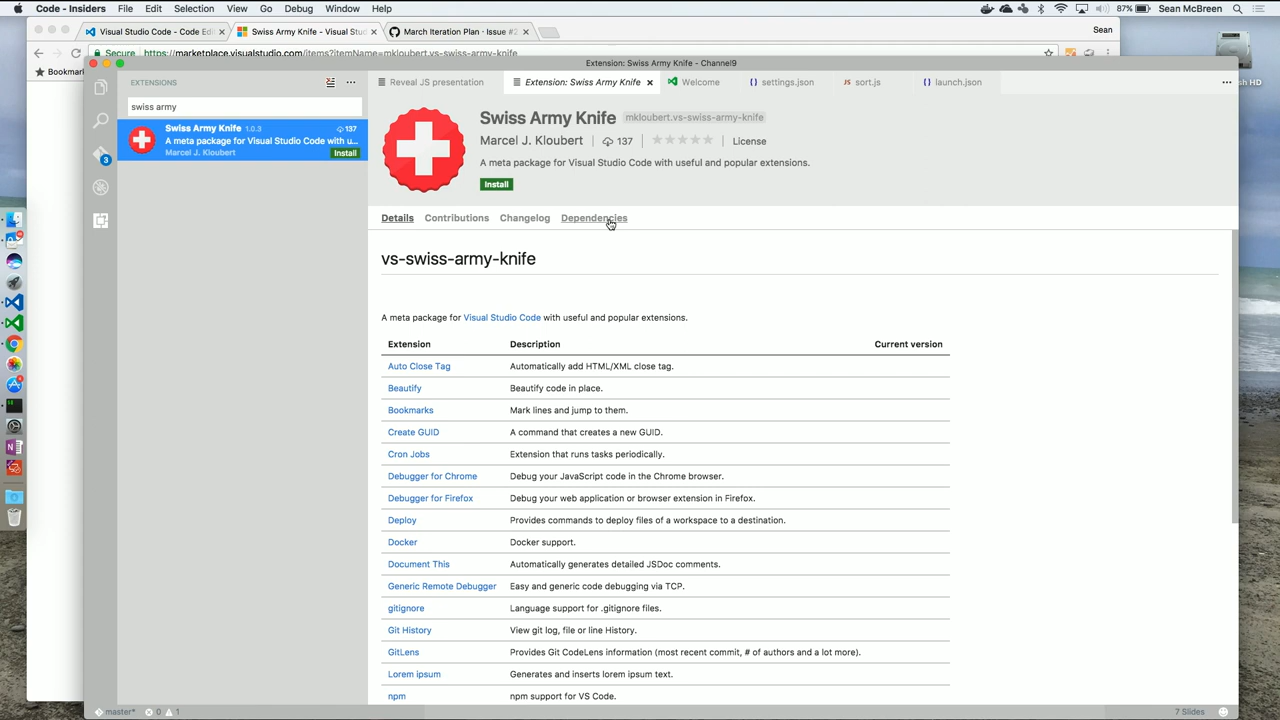 Code - Insiders File Edit Selection View Go Debug Window Help 87% Sean McBreen
Visual Studio Code - Code Edi
Swiss Army Knife - Visual Stud
March Iteration Plan · Issue #2
Sean
Secure https://marketplace.visualstudio.com/items?itemName=mkloubert.vs-swiss-army-knife
Bookmar
Extension: Swiss Army Knife - Channel9
EXTENSIONS
Reveal JS presentation
Extension: Swiss Army Knife
Welcome
settings.json
sort.js
launch.json
swiss army
Swiss Army Knife 1.0.3 137
A meta package for Visual Studio Code with u...
Marcel J. Kloubert Install
3
Swiss Army Knife mkloubert.vs-swiss-army-knife
Marcel J. Kloubert 137 License
A meta package for Visual Studio Code with useful and popular extensions.
Install
Details Contributions Changelog Dependencies
vs-swiss-army-knife
A meta package for Visual Studio Code with useful and popular extensions.
Extension Description Current version
Auto Close Tag Automatically add HTML/XML close tag.
Beautify Beautify code in place.
Bookmarks Mark lines and jump to them.
Create GUID A command that creates a new GUID.
Cron Jobs Extension that runs tasks periodically.
Debugger for Chrome Debug your JavaScript code in the Chrome browser.
Debugger for Firefox Debug your web application or browser extension in Firefox.
Deploy Provides commands to deploy files of a workspace to a destination.
Docker Docker support.
Document This Automatically generates detailed JSDoc comments.
Generic Remote Debugger Easy and generic code debugging via TCP.
gitignore Language support for .gitignore files.
Git History View git log, file or line History.
GitLens Provides Git CodeLens information (most recent commit, # of authors and a lot more).
Lorem ipsum Generates and inserts lorem ipsum text.
npm npm support for VS Code.
master* 0 1 7 Slides